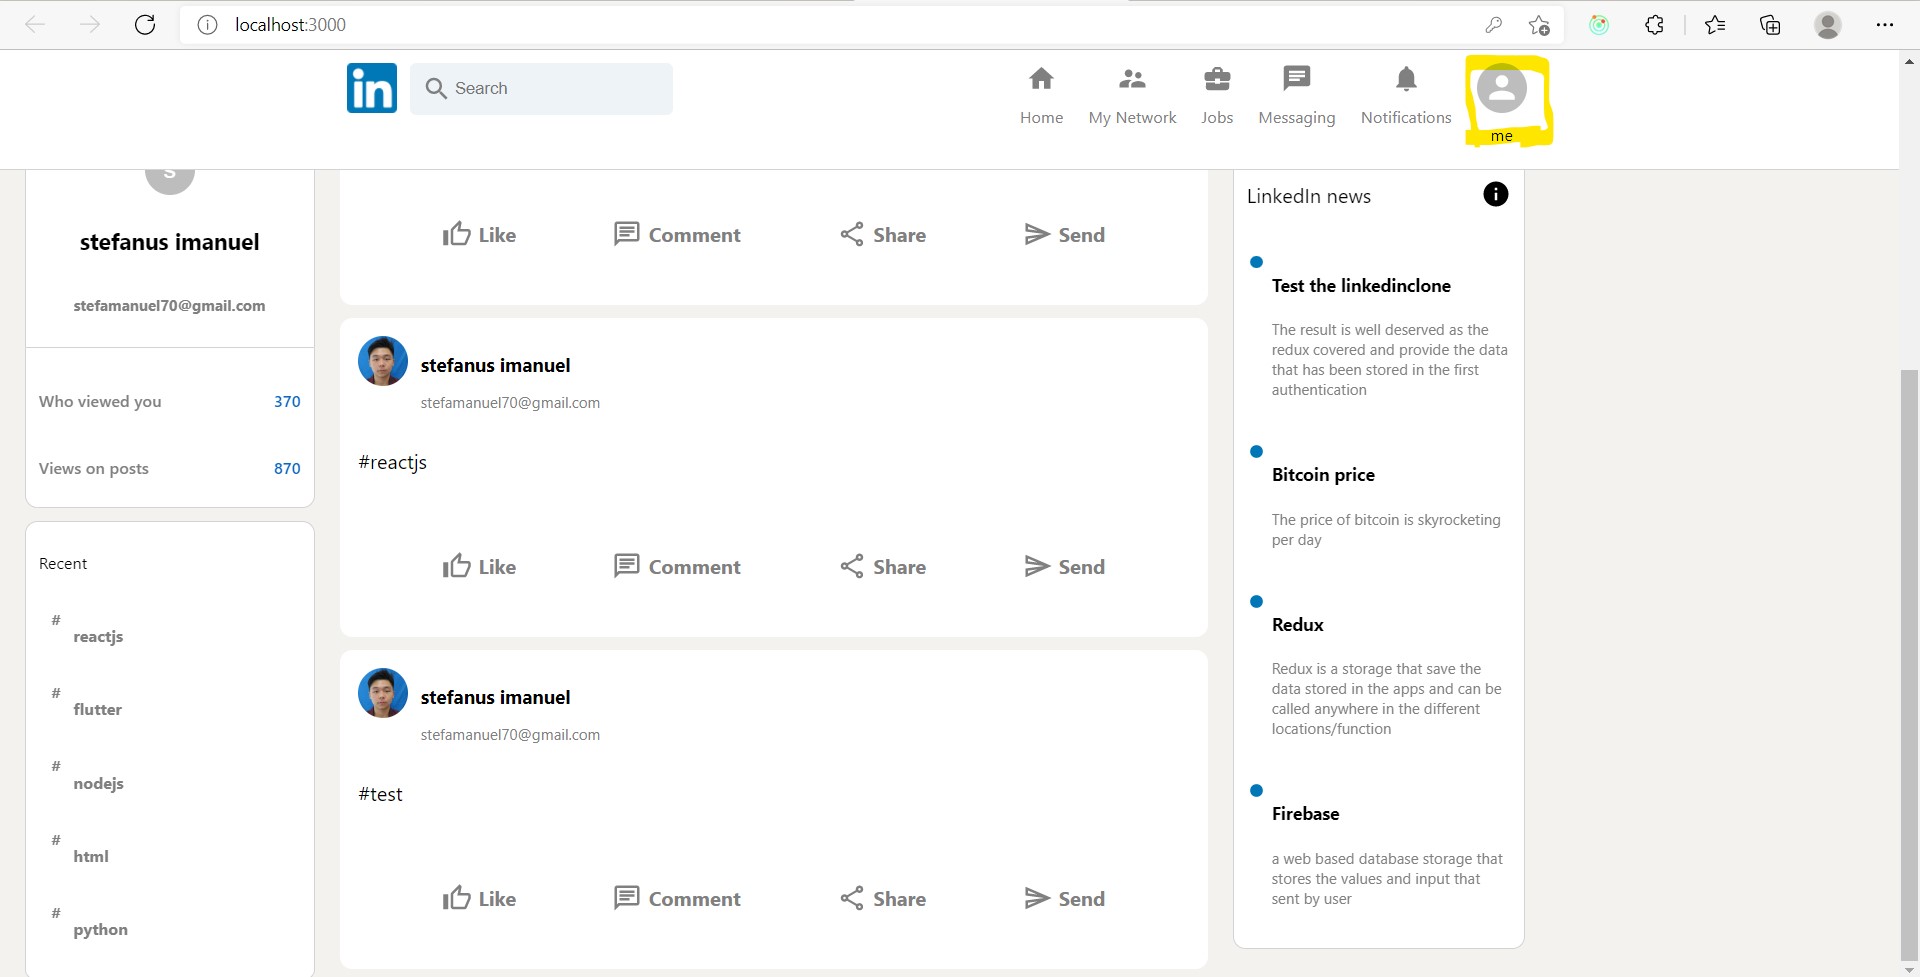 localhost:3000
in
Search
Home
My Network
Jobs
Messaging
Notifications
me
s
stefanus imanuel
stefamanuel70@gmail.com
Who viewed you 370
Views on posts 870
Recent
# reactjs
# flutter
# nodejs
# html
# python
Like Comment Share Send
stefanus imanuel
stefamanuel70@gmail.com
#reactjs
Like Comment Share Send
stefanus imanuel
stefamanuel70@gmail.com
#test
Like Comment Share Send
LinkedIn news
Test the linkedinclone
The result is well deserved as the
redux covered and provide the data
that has been stored in the first
authentication
Bitcoin price
The price of bitcoin is skyrocketing
per day
Redux
Redux is a storage that save the
data stored in the apps and can be
called anywhere in the different
locations/function
Firebase
a web based database storage that
stores the values and input that
sent by user